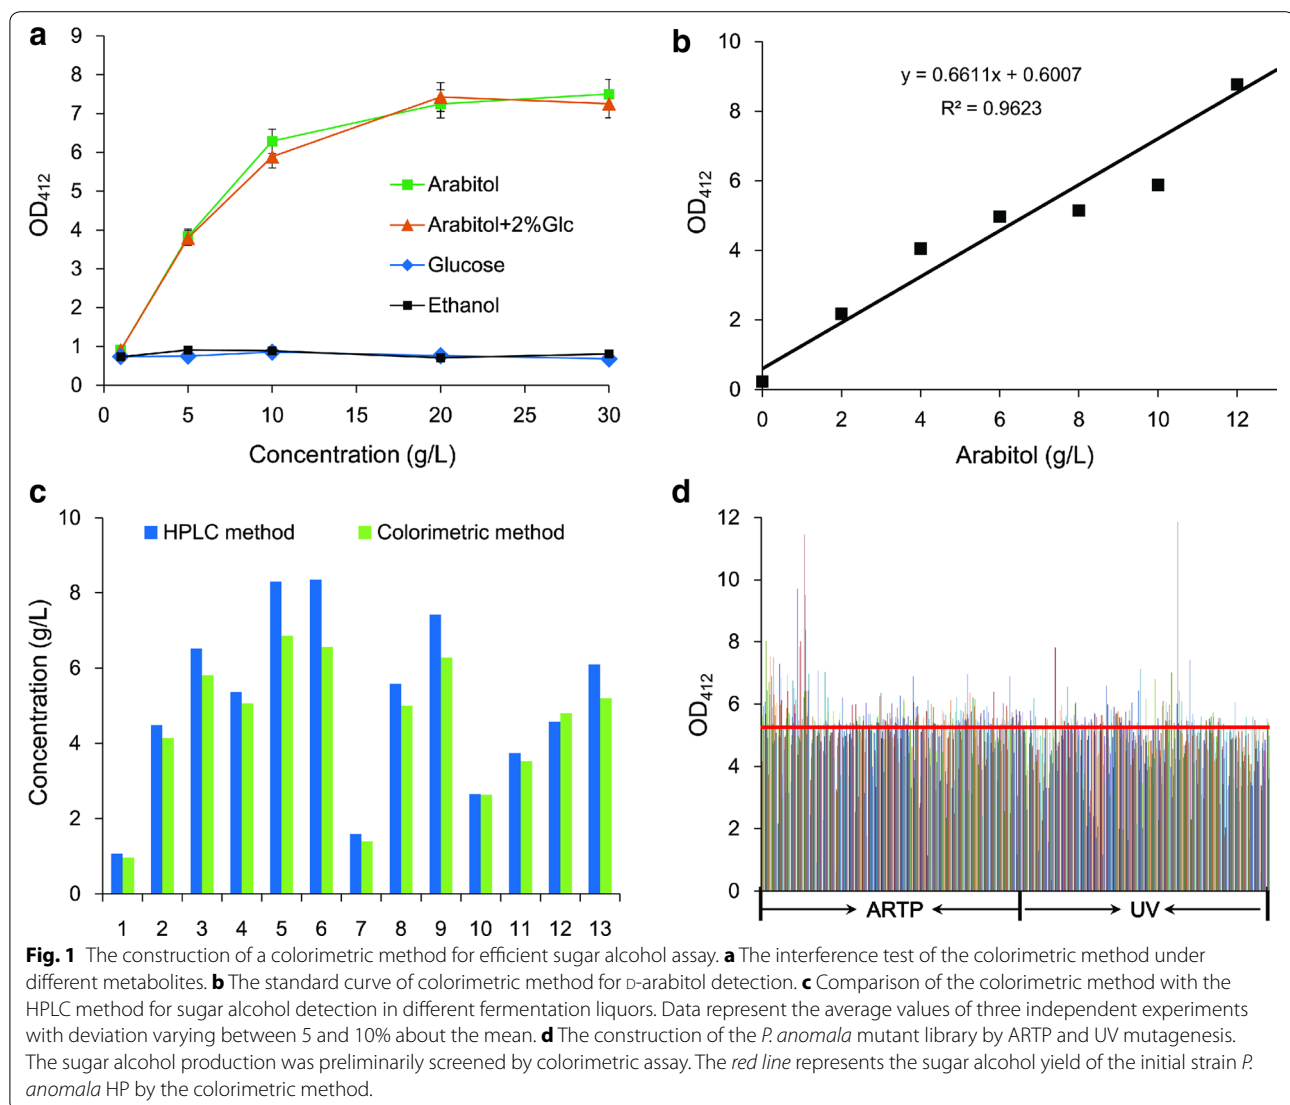 a
9
8
7
6
5
4
3
2
1
0
OD412
Arabitol
Arabitol+2%Glc
Glucose
Ethanol
0 5 10 15 20 25 30
Concentration (g/L)
b
10
8
6
4
2
0
OD412
y = 0.6611x + 0.6007
R² = 0.9623
0 2 4 6 8 10 12
Arabitol (g/L)
c
10
8
6
4
2
0
Concentration (g/L)
HPLC method Colorimetric method
1 2 3 4 5 6 7 8 9 10 11 12 13
d
12
10
8
6
4
2
0
OD412
ARTP UV
Fig. 1 The construction of a colorimetric method for efficient sugar alcohol assay. a The interference test of the colorimetric method under
different metabolites. b The standard curve of colorimetric method for D-arabitol detection. c Comparison of the colorimetric method with the
HPLC method for sugar alcohol detection in different fermentation liquors. Data represent the average values of three independent experiments
with deviation varying between 5 and 10% about the mean. d The construction of the P. anomala mutant library by ARTP and UV mutagenesis.
The sugar alcohol production was preliminarily screened by colorimetric assay. The red line represents the sugar alcohol yield of the initial strain P.
anomala HP by the colorimetric method.